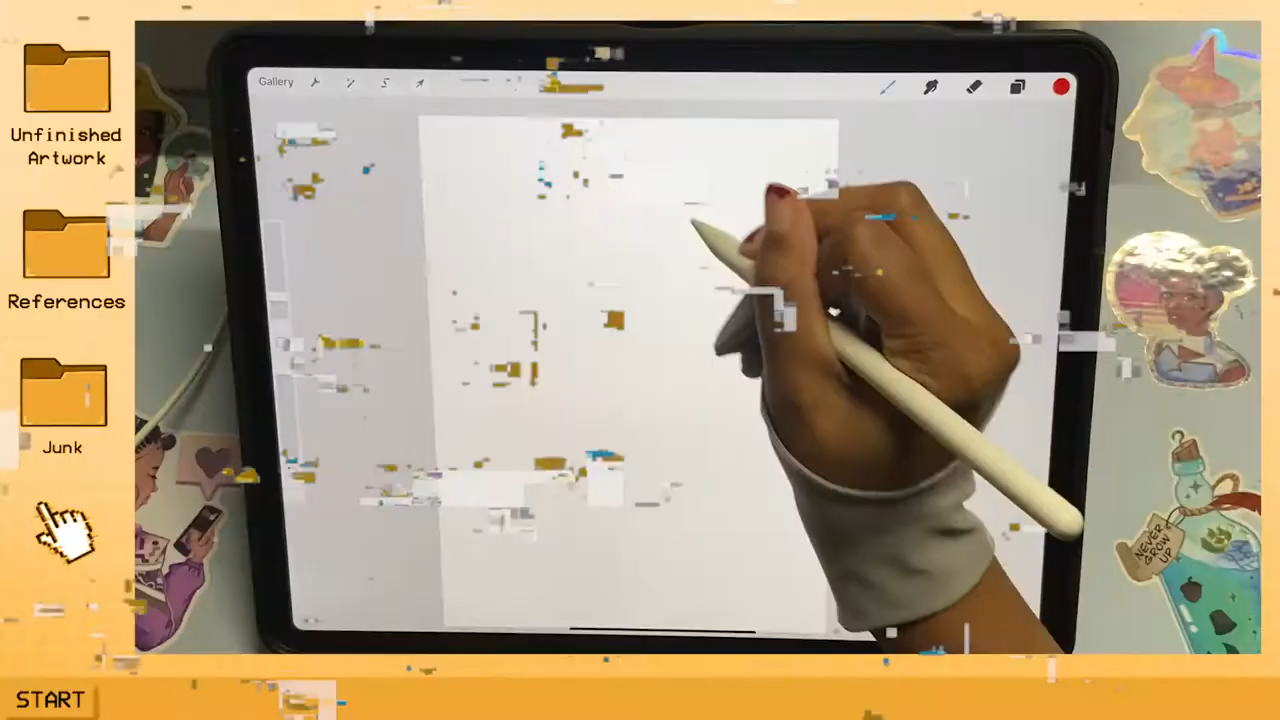 Gallery
Unfinished
Artwork
References
Junk
NEVER
GROW
UP
START